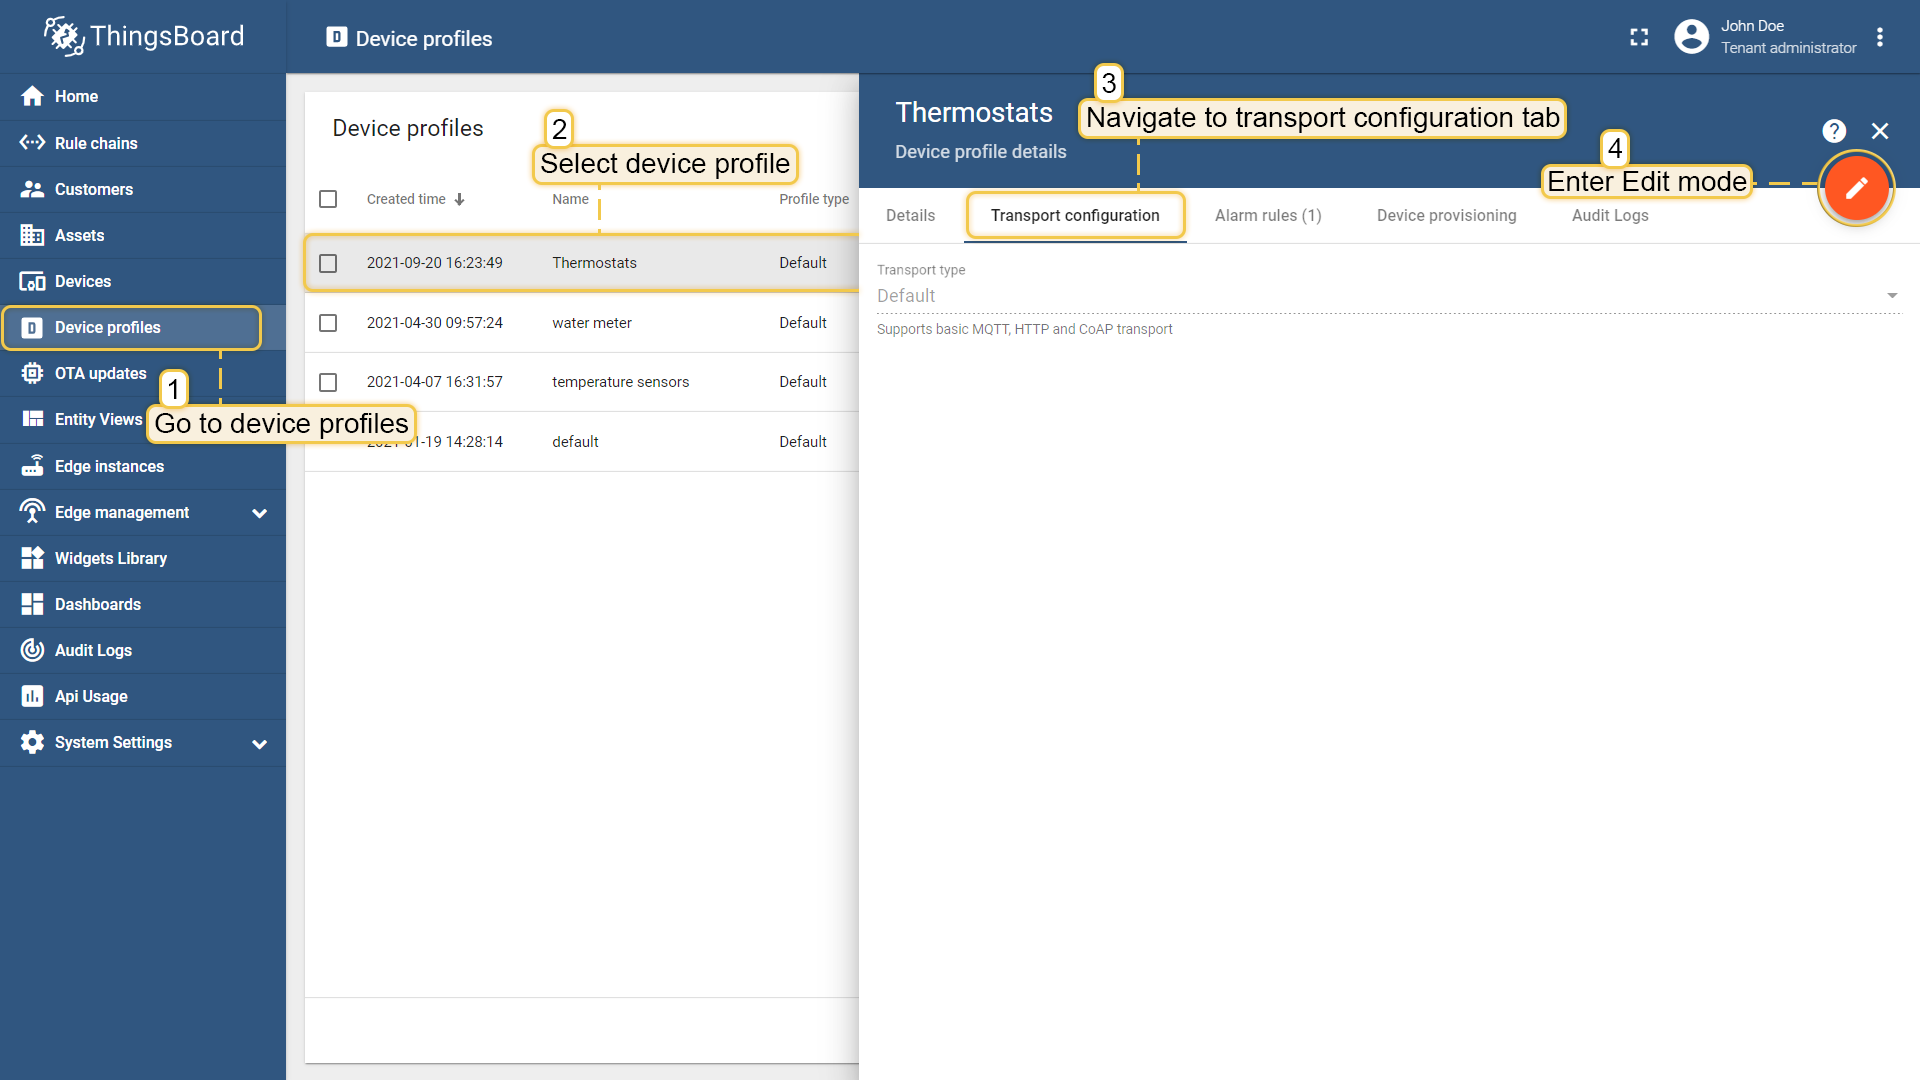 ThingsBoard
Device profiles
John Doe
Tenant administrator
Home
Rule chains
Customers
Assets
Devices
Device profiles
OTA updates
Entity Views
Edge instances
Edge management
Widgets Library
Dashboards
Audit Logs
Api Usage
System Settings
1
Go to device profiles
Device profiles
2
Select device profile
Created time Name Profile type
2021-09-20 16:23:49 Thermostats Default
2021-04-30 09:57:24 water meter Default
2021-04-07 16:31:57 temperature sensors Default
14:28:14 default Default
Thermostats
Device profile details
3
Navigate to transport configuration tab
4
Enter Edit mode
Details Transport configuration Alarm rules (1) Device provisioning Audit Logs
Transport type
Default
Supports basic MQTT, HTTP and CoAP transport